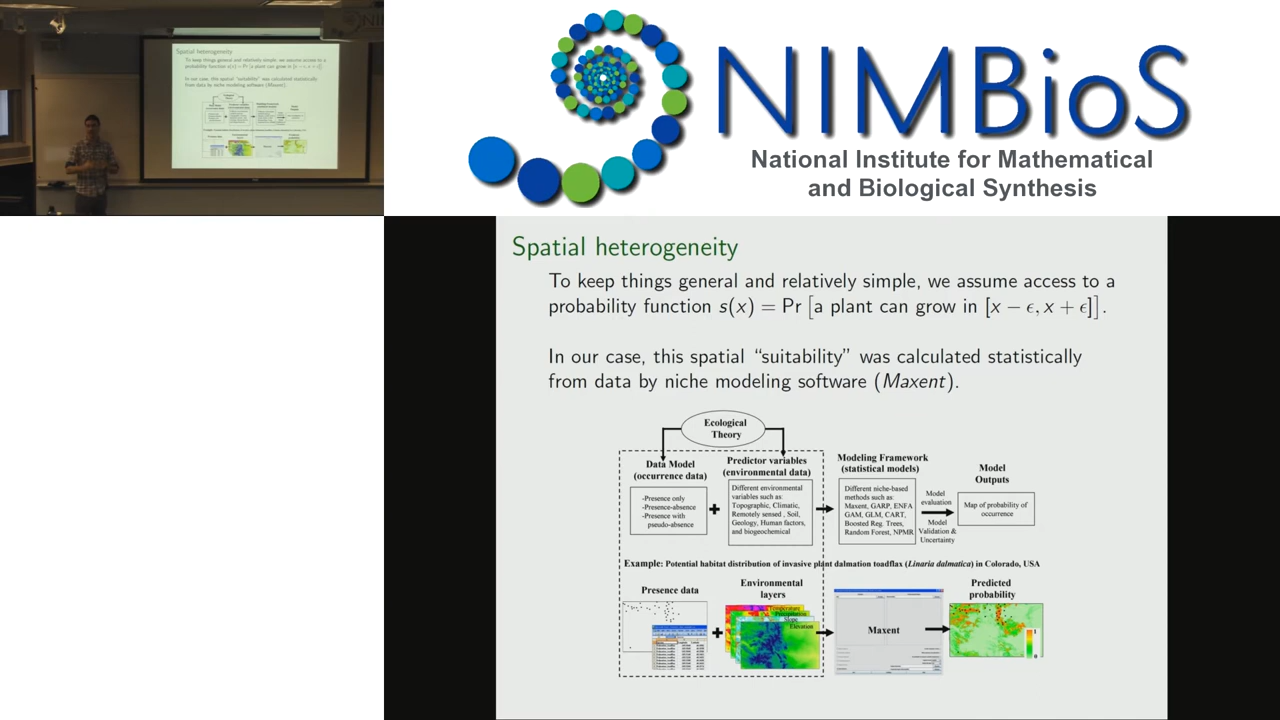 NIMBioS
National Institute for Mathematical
and Biological Synthesis
Spatial heterogeneity
To keep things general and relatively simple, we assume access to a
probability function s(x) = Pr [a plant can grow in [x − ϵ, x + ϵ]].
In our case, this spatial “suitability” was calculated statistically
from data by niche modeling software (Maxent).
Ecological
Theory
Data Model
(occurrence data)
-Presence only
-Presence-absence
-Presence with
pseudo-absence
Predictor variables
(environmental data)
Different environmental
variables such as:
Topographic, Climatic,
Remotely sensed , Soil,
Geology, Human factors,
and biogeochemical
Modeling Framework
(statistical models)
Different niche-based
methods such as:
Maxent, GARP, ENFA
GAM, GLM, CART,
Boosted Reg. Trees,
Random Forest, NPMR
Model
evaluation
Model
Validation &
Uncertainty
Model
Outputs
Map of probability of
occurrence
Example: Potential habitat distribution of invasive plant dalmation toadflax (Linaria dalmatica) in Colorado, USA
Presence data
Environmental
layers
Temperature
Precipitation
Slope
Elevation
Maxent
Predicted
probability
1
0